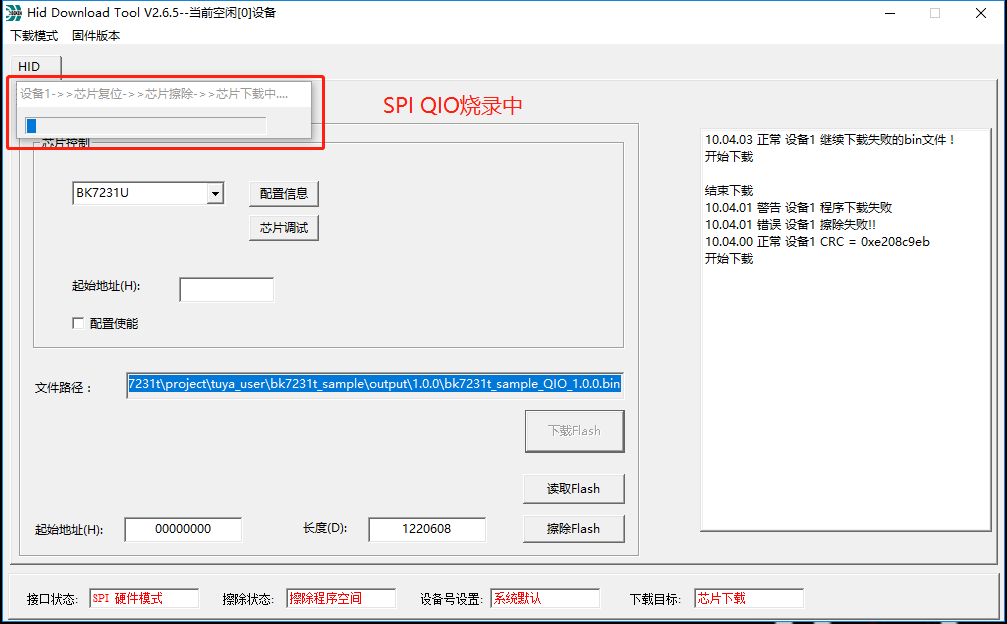 Hid Download Tool V2.6.5--当前空闲[0]设备
下载模式 固件版本
HID
设备1->>芯片复位->>芯片擦除->>芯片下载中....
SPI QIO烧录中
芯片控制
BK7231U
配置信息
芯片调试
起始地址(H):
配置使能
文件路径：
7231t\project\tuya_user\bk7231t_sample\output\1.0.0\bk7231t_sample_QIO_1.0.0.bin
下载Flash
读取Flash
起始地址(H): 00000000 长度(D): 1220608 擦除Flash
10.04.03 正常 设备1 继续下载失败的bin文件！
开始下载
结束下载
10.04.01 警告 设备1 程序下载失败
10.04.01 错误 设备1 擦除失败!!
10.04.00 正常 设备1 CRC = 0xe208c9eb
开始下载
接口状态: SPI 硬件模式 擦除状态: 擦除程序空间 设备号设置: 系统默认 下载目标: 芯片下载